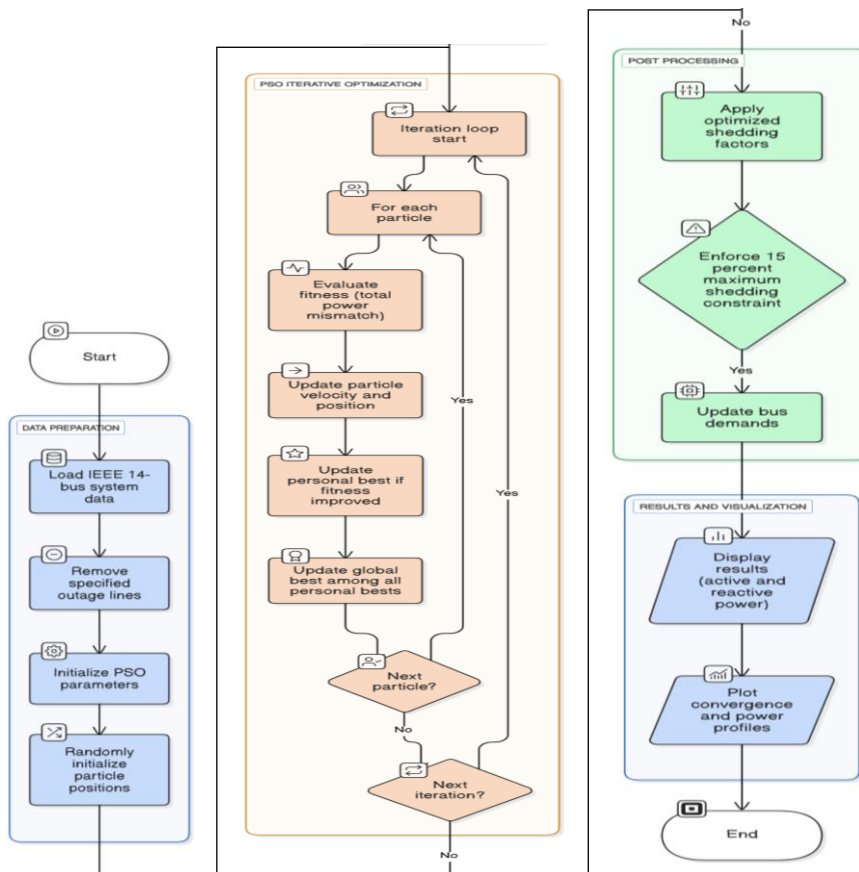 Start
DATA PREPARATION
Load IEEE 14-
bus system
data
Remove
specified
outage lines
Initialize PSO
parameters
Randomly
initialize
particle
positions
PSO ITERATIVE OPTIMIZATION
Iteration loop
start
For each
particle
Evaluate
fitness (total
power
mismatch)
Update particle
velocity and
position
Update
personal best if
fitness
improved
Update global
best among all
personal bests
Next
particle?
Yes
No
Next
iteration?
Yes
No
No
POST PROCESSING
Apply
optimized
shedding
factors
Enforce 15
percent
maximum
shedding
constraint
Yes
Update bus
demands
RESULTS AND VISUALIZATION
Display
results
(active and
reactive
power)
Plot
convergence
and power
profiles
End